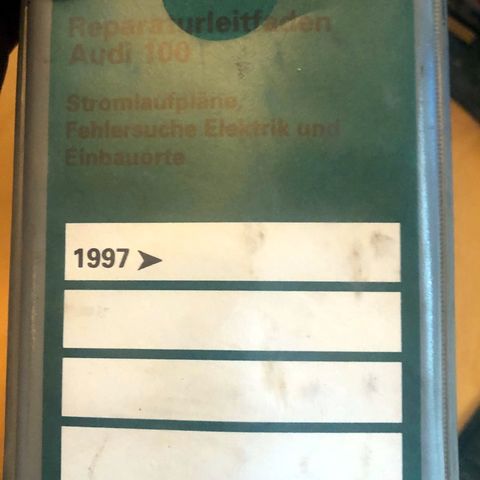 Reparaturleitfaden
Audi 100
Stromlaufpläne,
Fehlersuche Elektrik und
Einbauorte
1997 ➤